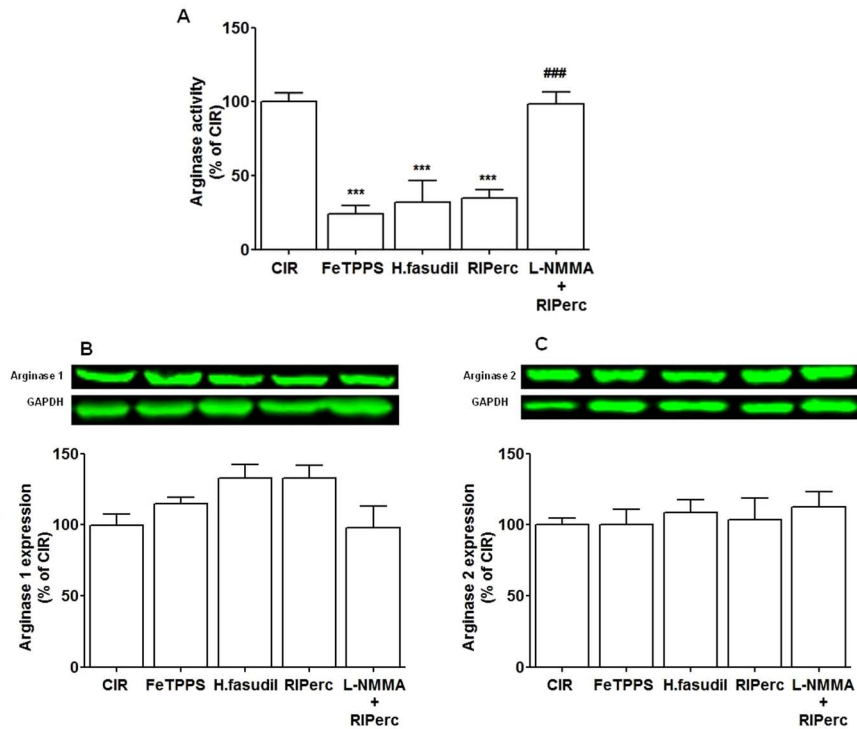 A
Arginase activity
(% of CIR)
150
100
50
0
***
***
***
###
CIR
FeTPPS
H.fasudil
RIPerc
L-NMMA
+
RIPerc
B
Arginase 1
GAPDH
Arginase 1 expression
(% of CIR)
150
100
50
0
CIR
FeTPPS
H.fasudil
RIPerc
L-NMMA
+
RIPerc
C
Arginase 2
GAPDH
Arginase 2 expression
(% of CIR)
150
100
50
0
CIR
FeTPPS
H.fasudil
RIPerc
L-NMMA
+
RIPerc